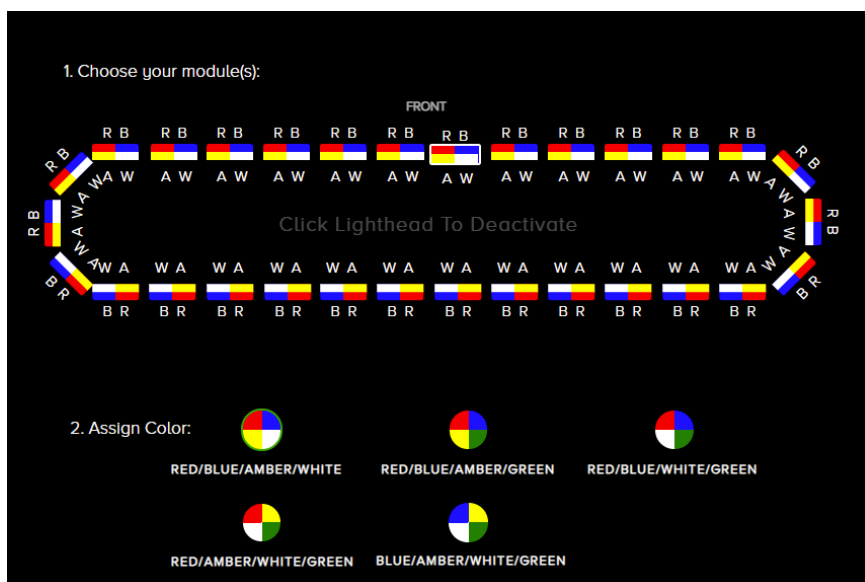 1. Choose your module(s):
FRONT
R B R B R B R B R B R B R B R B R B R B R B R B
A W A W A W A W A W A W A W A W A W A W A W A W
R B
A W
R B
A W
R B
A W
R B
A W
Click Lighthead To Deactivate
B R
W A
B R
W A
W A W A W A W A W A W A W A W A W A W A W A W A
B R B R B R B R B R B R B R B R B R B R B R B R
2. Assign Color:
RED/BLUE/AMBER/WHITE
RED/BLUE/AMBER/GREEN
RED/BLUE/WHITE/GREEN
RED/AMBER/WHITE/GREEN
BLUE/AMBER/WHITE/GREEN